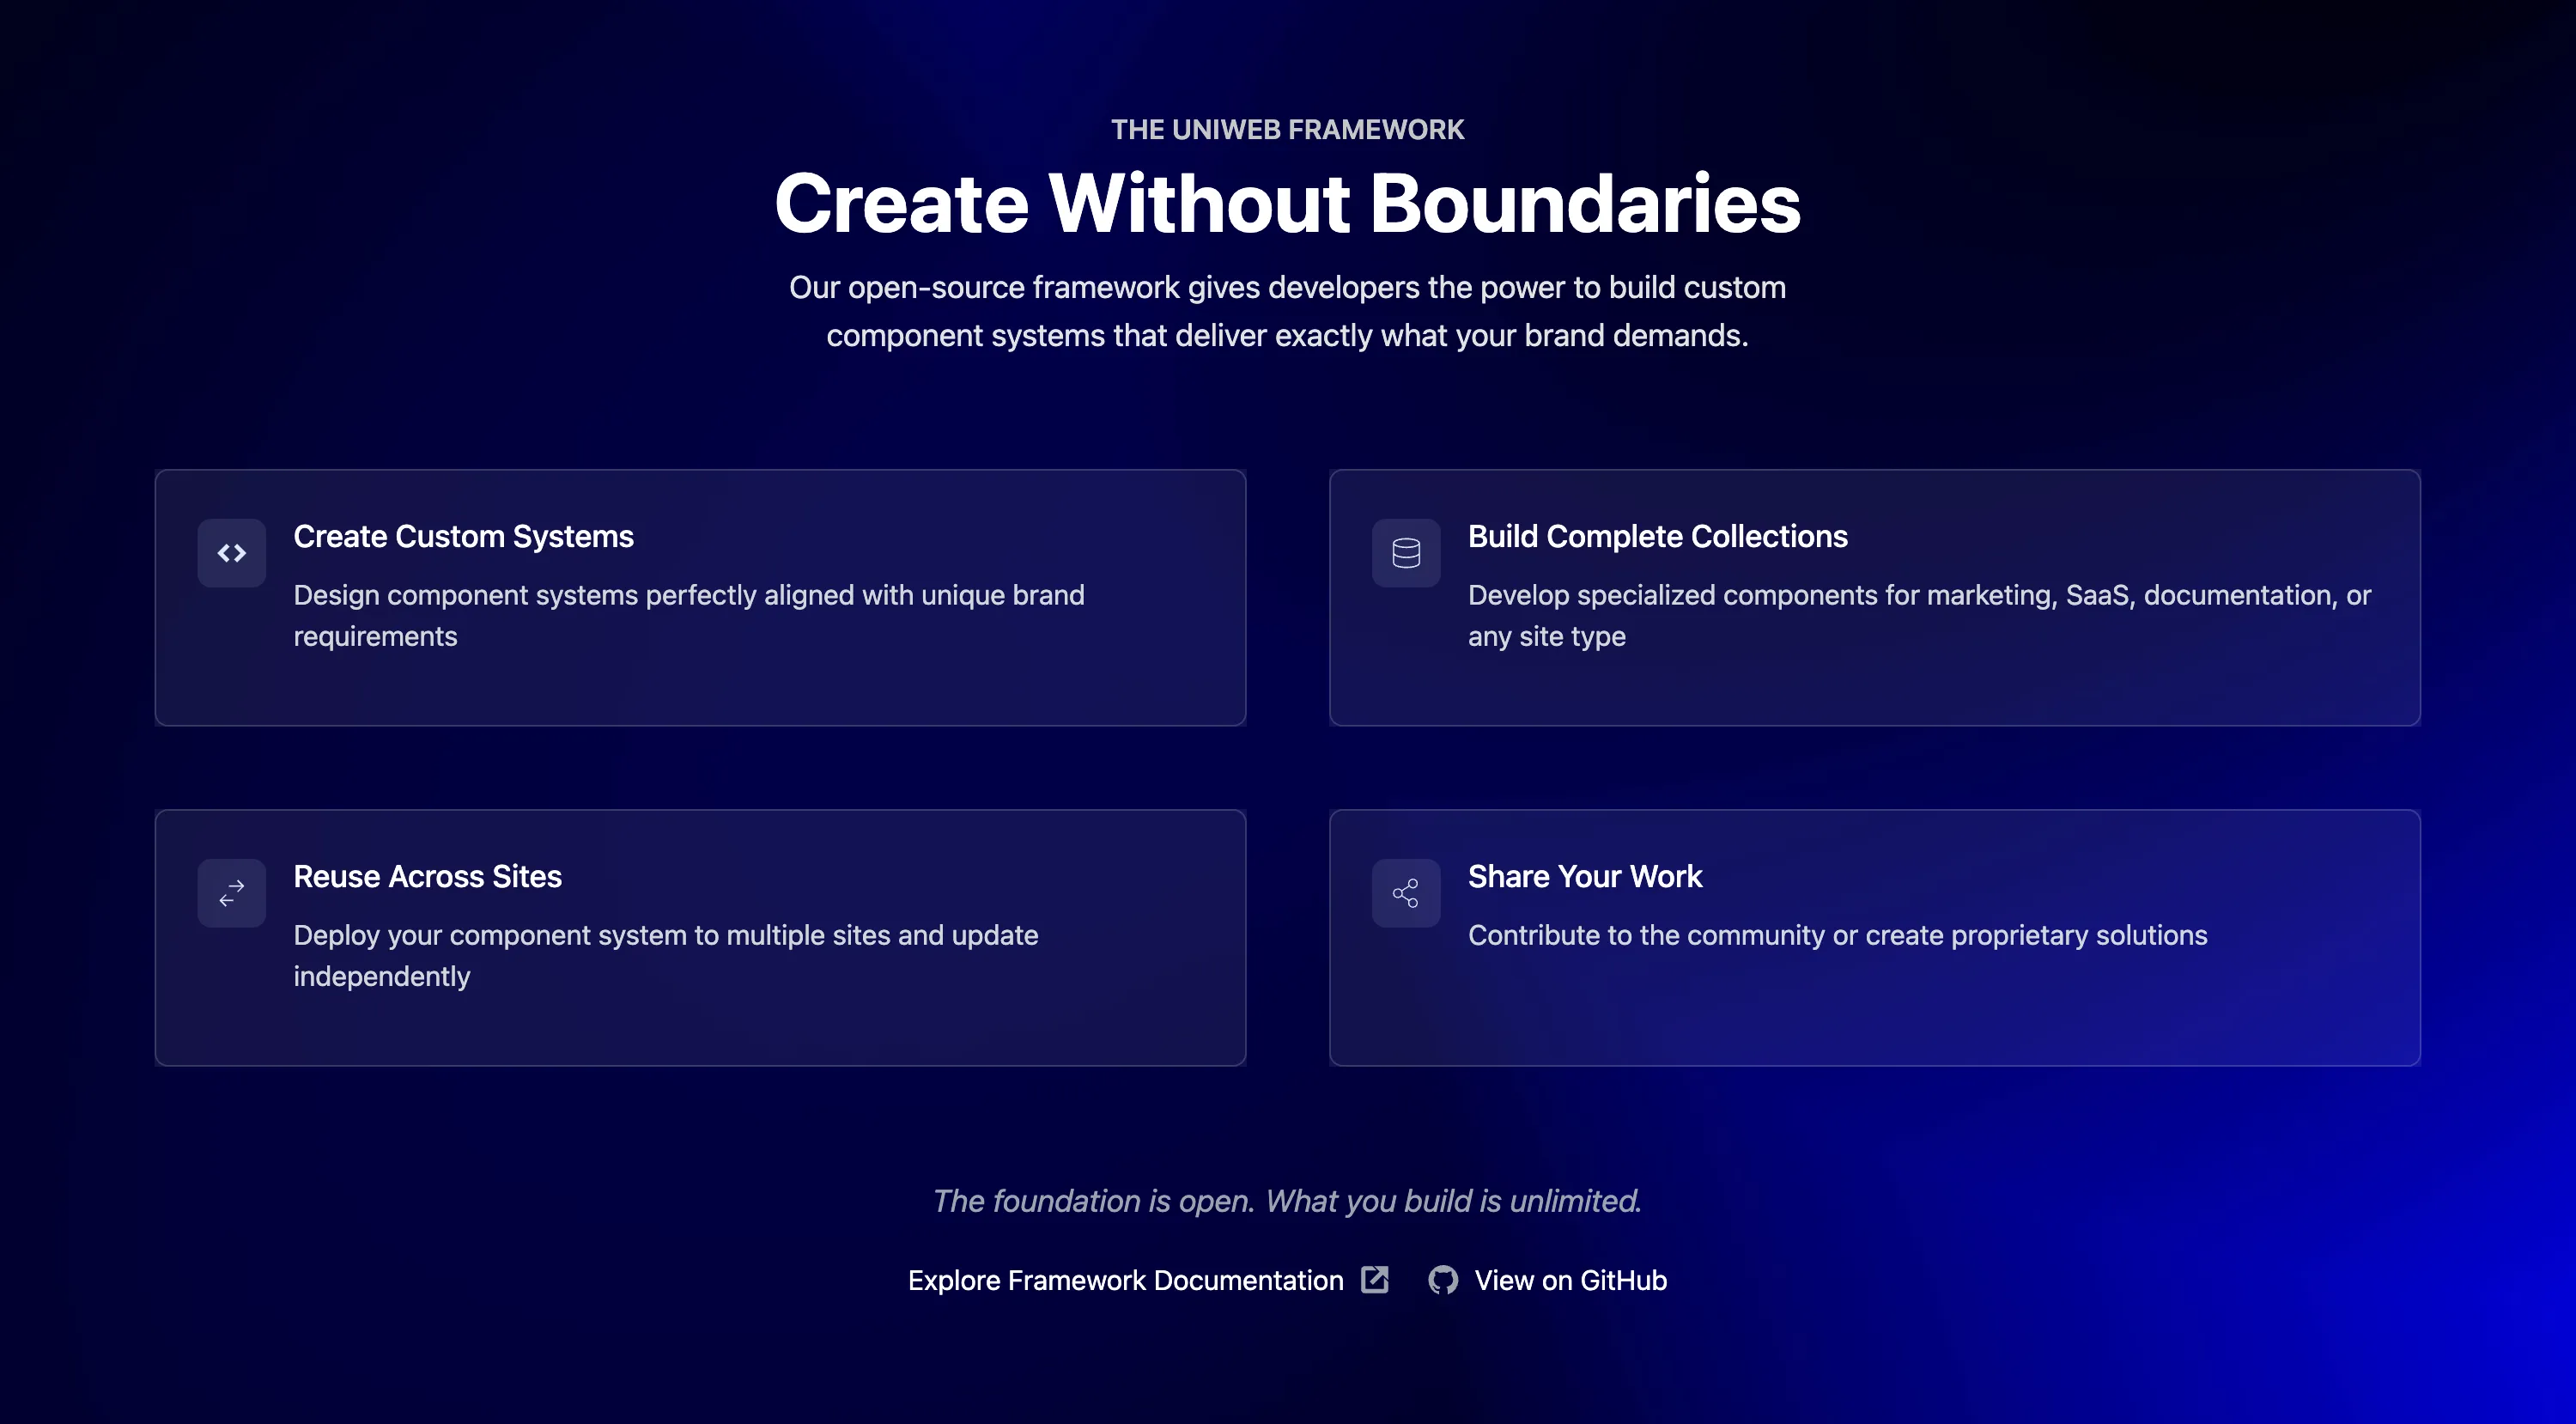 THE UNIWEB FRAMEWORK
Create Without Boundaries
Our open-source framework gives developers the power to build custom
component systems that deliver exactly what your brand demands.
Create Custom Systems
Design component systems perfectly aligned with unique brand
requirements
Build Complete Collections
Develop specialized components for marketing, SaaS, documentation, or
any site type
Reuse Across Sites
Deploy your component system to multiple sites and update
independently
Share Your Work
Contribute to the community or create proprietary solutions
The foundation is open. What you build is unlimited.
Explore Framework Documentation
View on GitHub